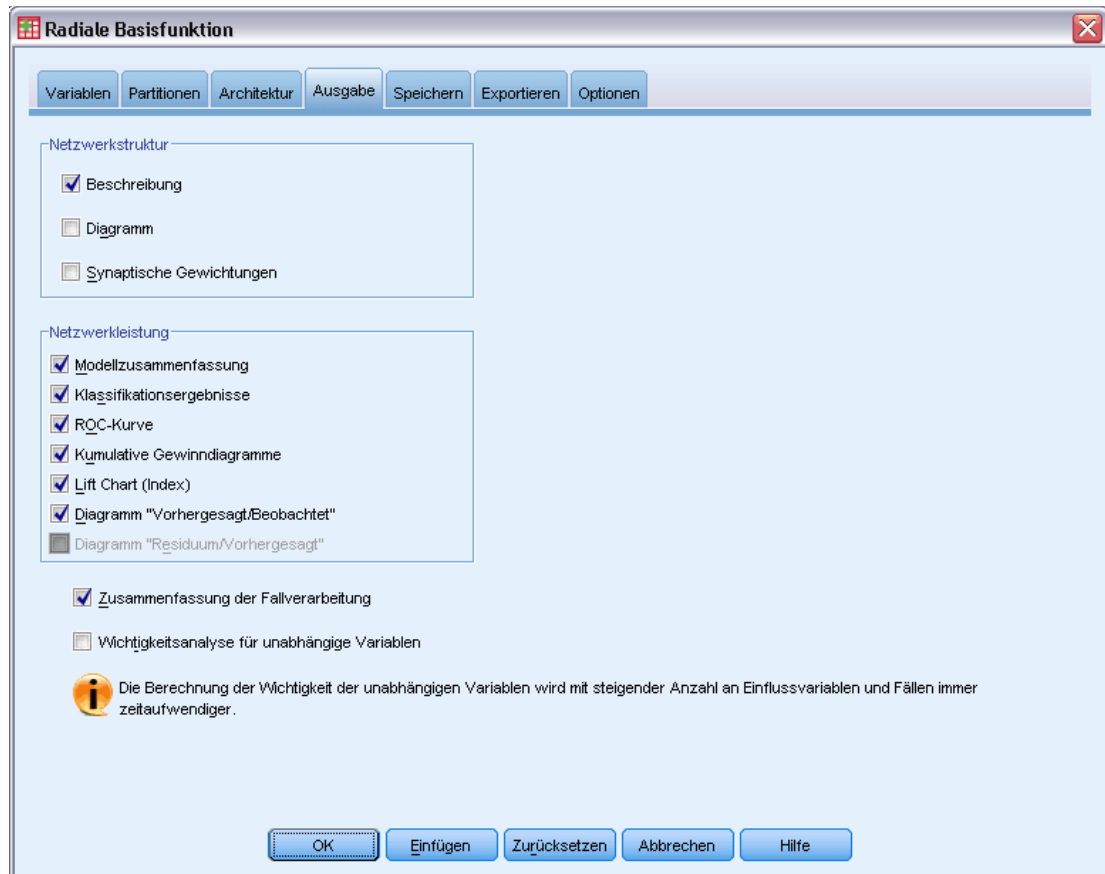 Radiale Basisfunktion
Variablen Partitionen Architektur Ausgabe Speichern Exportieren Optionen
Netzwerkstruktur
Beschreibung
Diagramm
Synaptische Gewichtungen
Netzwerkleistung
Modellzusammenfassung
Klassifikationsergebnisse
ROC-Kurve
Kumulative Gewinndiagramme
Lift Chart (Index)
Diagramm "Vorhergesagt/Beobachtet"
Diagramm "Residuum/Vorhergesagt"
Zusammenfassung der Fallverarbeitung
Wichtigkeitsanalyse für unabhängige Variablen
Die Berechnung der Wichtigkeit der unabhängigen Variablen wird mit steigender Anzahl an Einflussvariablen und Fällen immer
zeitaufwendiger.
OK Einfügen Zurücksetzen Abbrechen Hilfe